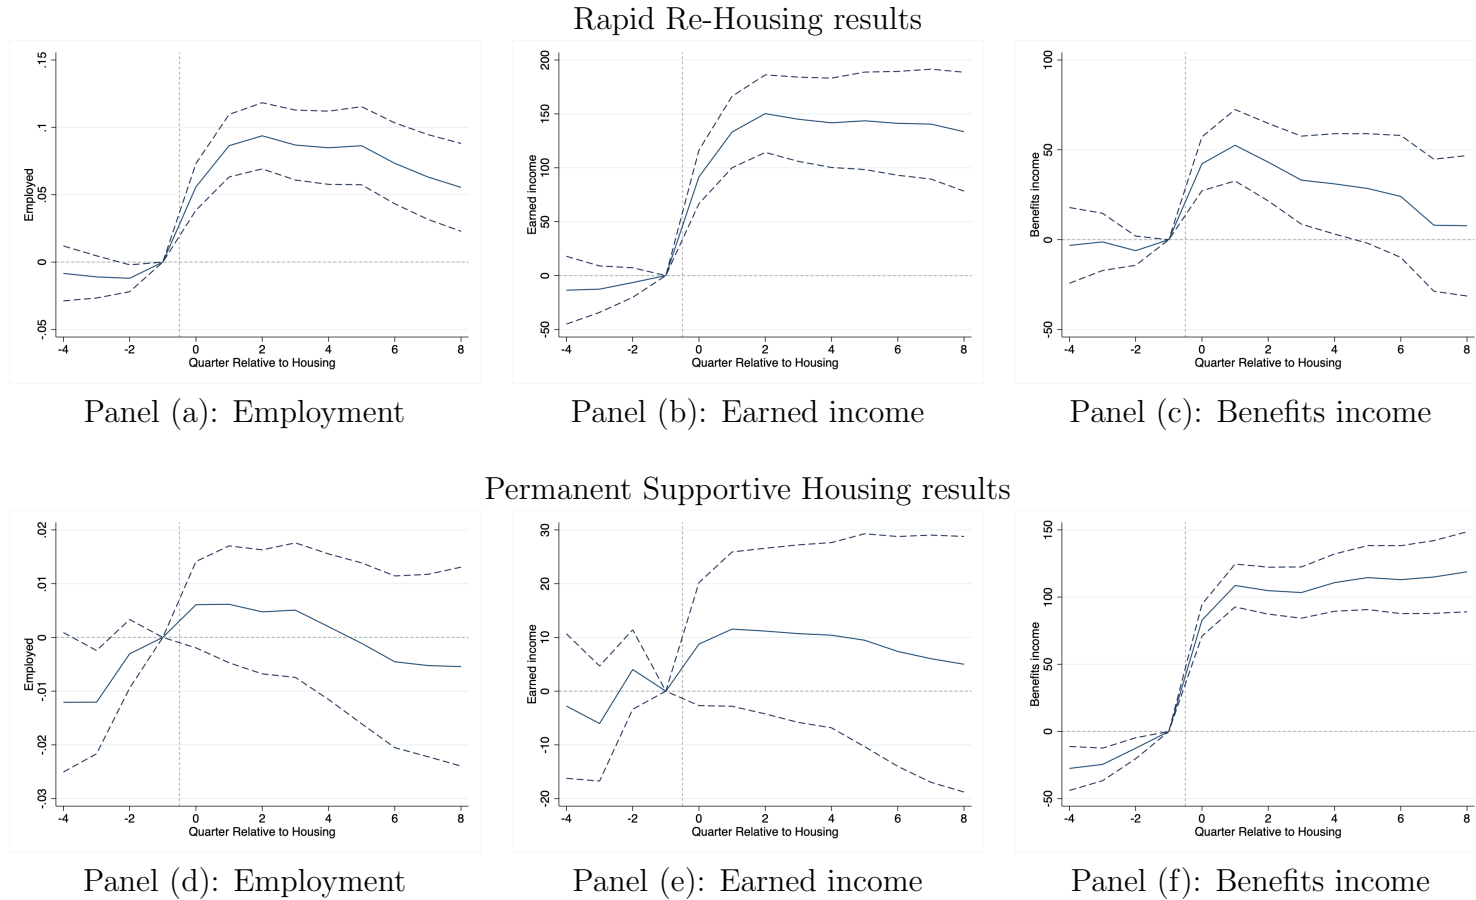 Rapid Re-Housing results
.15
.1
.05
0
-.05
Employed
-4 -2 0 2 4 6 8
Quarter Relative to Housing
Panel (a): Employment
200
150
100
50
0
-50
Earned income
-4 -2 0 2 4 6 8
Quarter Relative to Housing
Panel (b): Earned income
100
50
0
-50
Benefits income
-4 -2 0 2 4 6 8
Quarter Relative to Housing
Panel (c): Benefits income
Permanent Supportive Housing results
.02
.01
0
-.01
-.02
-.03
Employed
-4 -2 0 2 4 6 8
Quarter Relative to Housing
Panel (d): Employment
30
20
10
0
-10
-20
Earned income
-4 -2 0 2 4 6 8
Quarter Relative to Housing
Panel (e): Earned income
150
100
50
0
-50
Benefits income
-4 -2 0 2 4 6 8
Quarter Relative to Housing
Panel (f): Benefits income